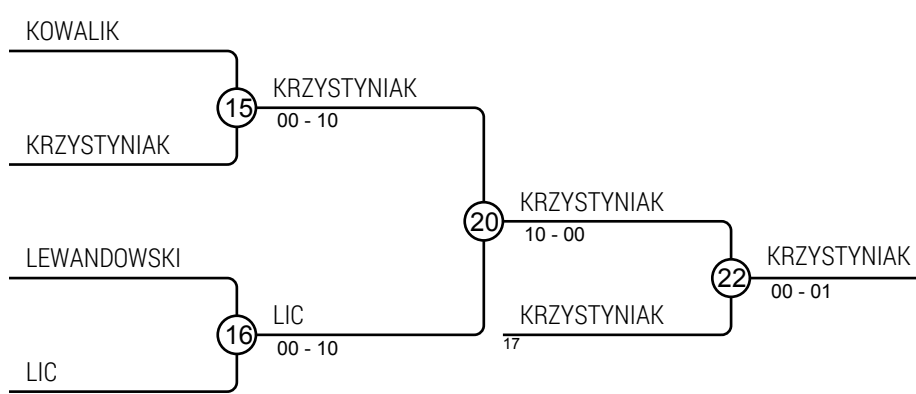 KOWALIK
15
KRZYSTYNIAK
00 - 10
KRZYSTYNIAK
20
KRZYSTYNIAK
10 - 00
LEWANDOWSKI
22
KRZYSTYNIAK
00 - 01
16
LIC
00 - 10
KRZYSTYNIAK
17
LIC